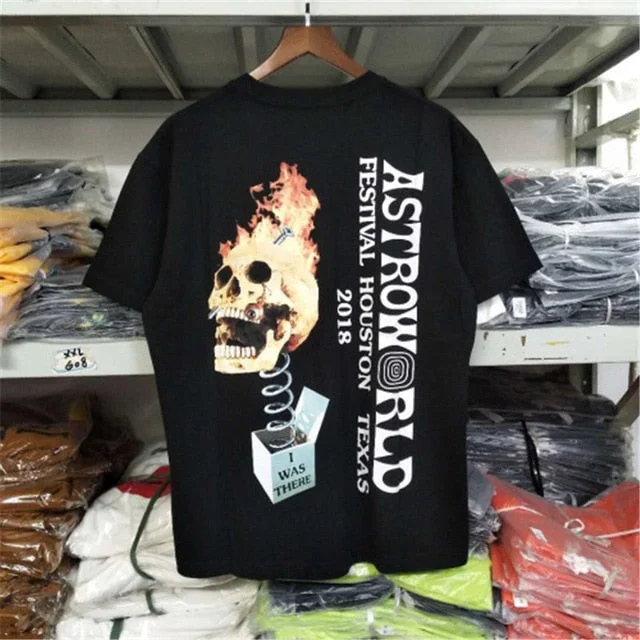 ASTROWORLD
FESTIVAL HOUSTON TEXAS
2018
I
WAS
THERE
XXL
608